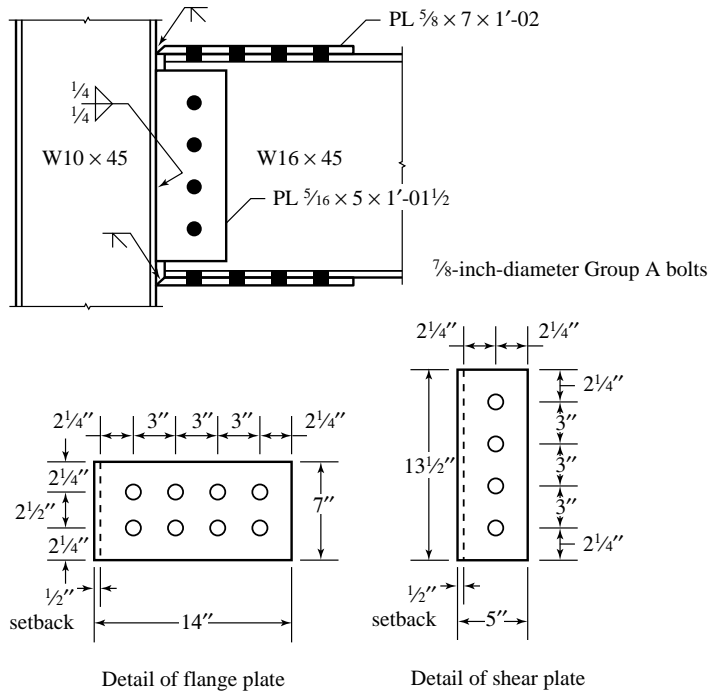 PL ⅝ × 7 × 1′-02
¼
¼
W10 × 45
W16 × 45
PL 5⁄16 × 5 × 1′-01½
⅞-inch-diameter Group A bolts
2¼″ 2¼″
2¼″
3″
13½″
3″
3″
2¼″
½″
setback
5″
Detail of shear plate
2¼″ 3″ 3″ 3″ 2¼″
2¼″
2½″
7″
2¼″
½″
setback
14″
Detail of flange plate